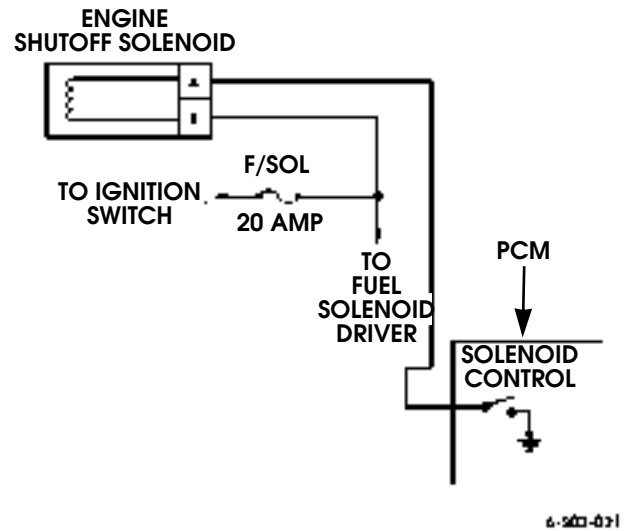 ENGINE
SHUTOFF SOLENOID
A
F/SOL
TO IGNITION
SWITCH
20 AMP
TO
FUEL
SOLENOID
DRIVER
PCM
SOLENOID
CONTROL